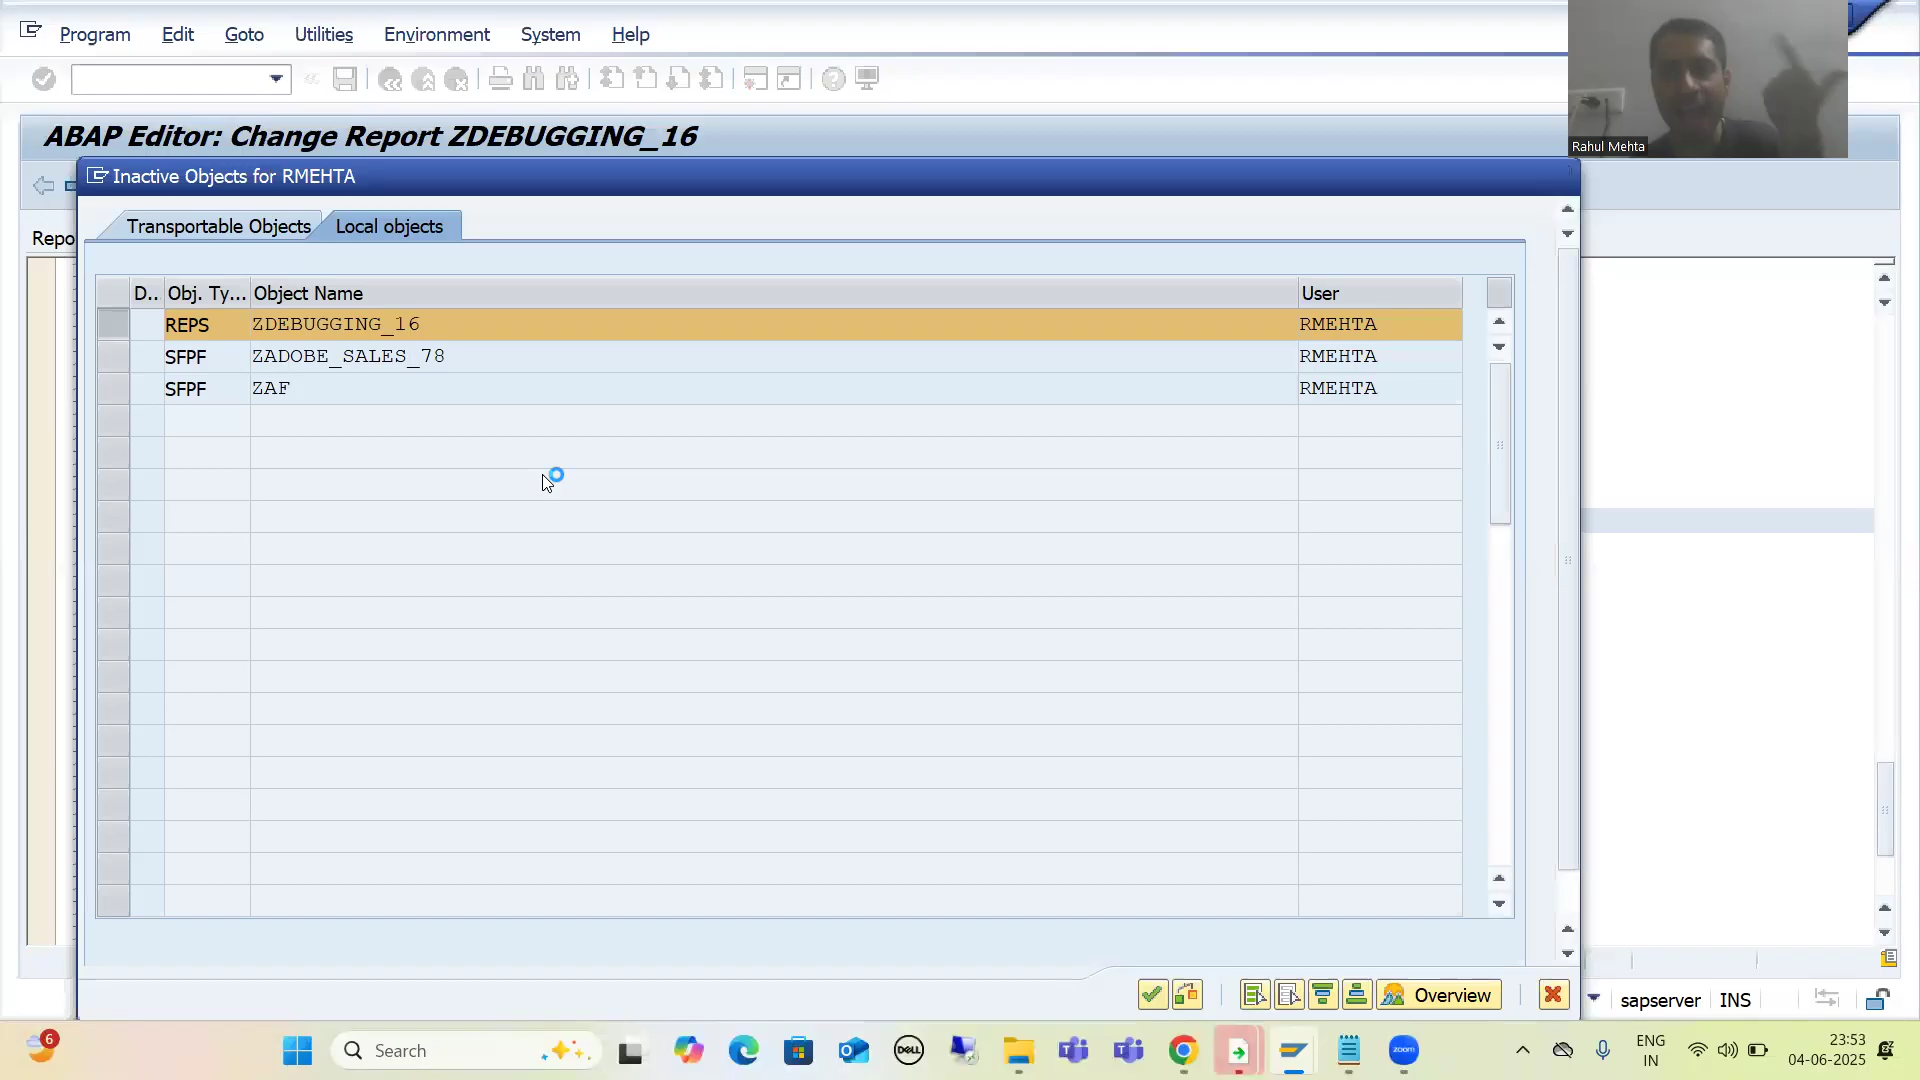 Program Edit Goto Utilities Environment System Help
ABAP Editor: Change Report ZDEBUGGING_16
Rahul Mehta
Inactive Objects for RMEHTA
Repo
Transportable Objects Local objects
D.. Obj. Ty... Object Name User
REPS ZDEBUGGING_16 RMEHTA
SFPF ZADOBE_SALES_78 RMEHTA
SFPF ZAF RMEHTA
Overview
sapserver INS
6
Search
DELL
zoom
ENG
IN
23:53
04-06-2025